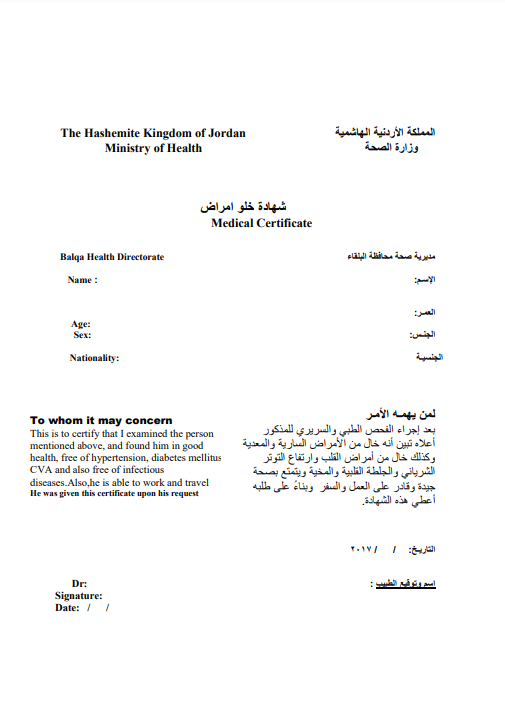 The Hashemite Kingdom of Jordan
المملكة الأردنية الهاشمية
Ministry of Health
وزارة الصحة
شهادة خلو امراض
Medical Certificate
Balqa Health Directorate
مديرية صحة محافظة البلقاء
Name :
الإسم:
العمر:
Age:
Sex:
الجنس:
Nationality:
الجنسية
To whom it may concern
This is to certify that I examined the person
mentioned above, and found him in good
health, free of hypertension, diabetes mellitus
CVA and also free of infectious
diseases.Also,he is able to work and travel
He was given this certificate upon his request
لمن يهمه الأمر
بعد إجراء الفحص الطبي والسريري للمذكور
أعلاه تبين أنه خال من الأمراض السارية والمعدية
وكذلك خال من أمراض القلب وارتفاع التوتر
الشرياني والجلطة القلبية والمخية ويتمتع بصحة
جيدة وقادر على العمل والسفر وبناءً على طلبه
أعطي هذه الشهادة.
التاريخ: / / ٢٠١٧
Dr:
اسم وتوقيع الطبيب :
Signature:
Date: / /